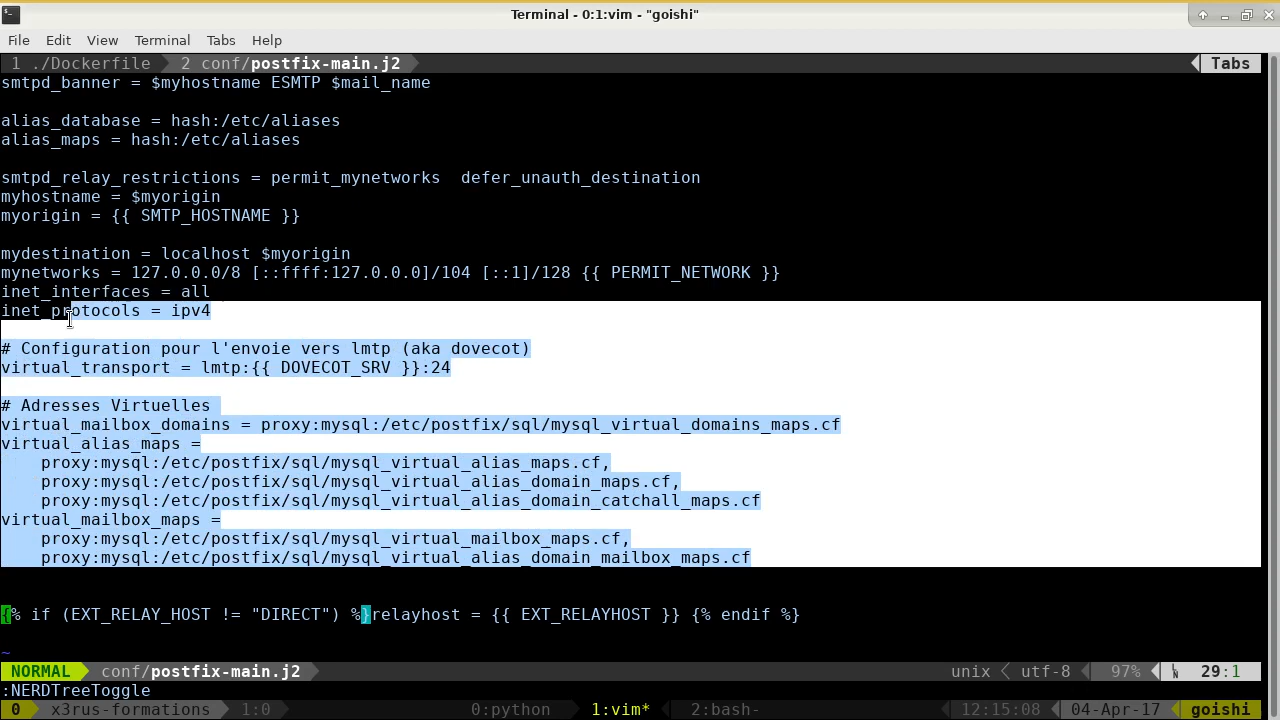 Terminal - 0:1:vim - "goishi"
File Edit View Terminal Tabs Help
1 ./Dockerfile 2 conf/postfix-main.j2 Tabs
smtpd_banner = $myhostname ESMTP $mail_name
alias_database = hash:/etc/aliases
alias_maps = hash:/etc/aliases
smtpd_relay_restrictions = permit_mynetworks  defer_unauth_destination
myhostname = $myorigin
myorigin = {{ SMTP_HOSTNAME }}
mydestination = localhost $myorigin
mynetworks = 127.0.0.0/8 [::ffff:127.0.0.0]/104 [::1]/128 {{ PERMIT_NETWORK }}
inet_interfaces = all
inet_protocols = ipv4
# Configuration pour l'envoie vers lmtp (aka dovecot)
virtual_transport = lmtp:{{ DOVECOT_SRV }}:24
# Adresses Virtuelles
virtual_mailbox_domains = proxy:mysql:/etc/postfix/sql/mysql_virtual_domains_maps.cf
virtual_alias_maps =
    proxy:mysql:/etc/postfix/sql/mysql_virtual_alias_maps.cf,
    proxy:mysql:/etc/postfix/sql/mysql_virtual_alias_domain_maps.cf,
    proxy:mysql:/etc/postfix/sql/mysql_virtual_alias_domain_catchall_maps.cf
virtual_mailbox_maps =
    proxy:mysql:/etc/postfix/sql/mysql_virtual_mailbox_maps.cf,
    proxy:mysql:/etc/postfix/sql/mysql_virtual_alias_domain_mailbox_maps.cf
{% if (EXT_RELAY_HOST != "DIRECT") %}relayhost = {{ EXT_RELAYHOST }} {% endif %}
~
NORMAL conf/postfix-main.j2 unix utf-8 97% 29:1
:NERDTreeToggle
0 x3rus-formations 1:0 0:python 1:vim* 2:bash- 12:15:08 04-Apr-17 goishi